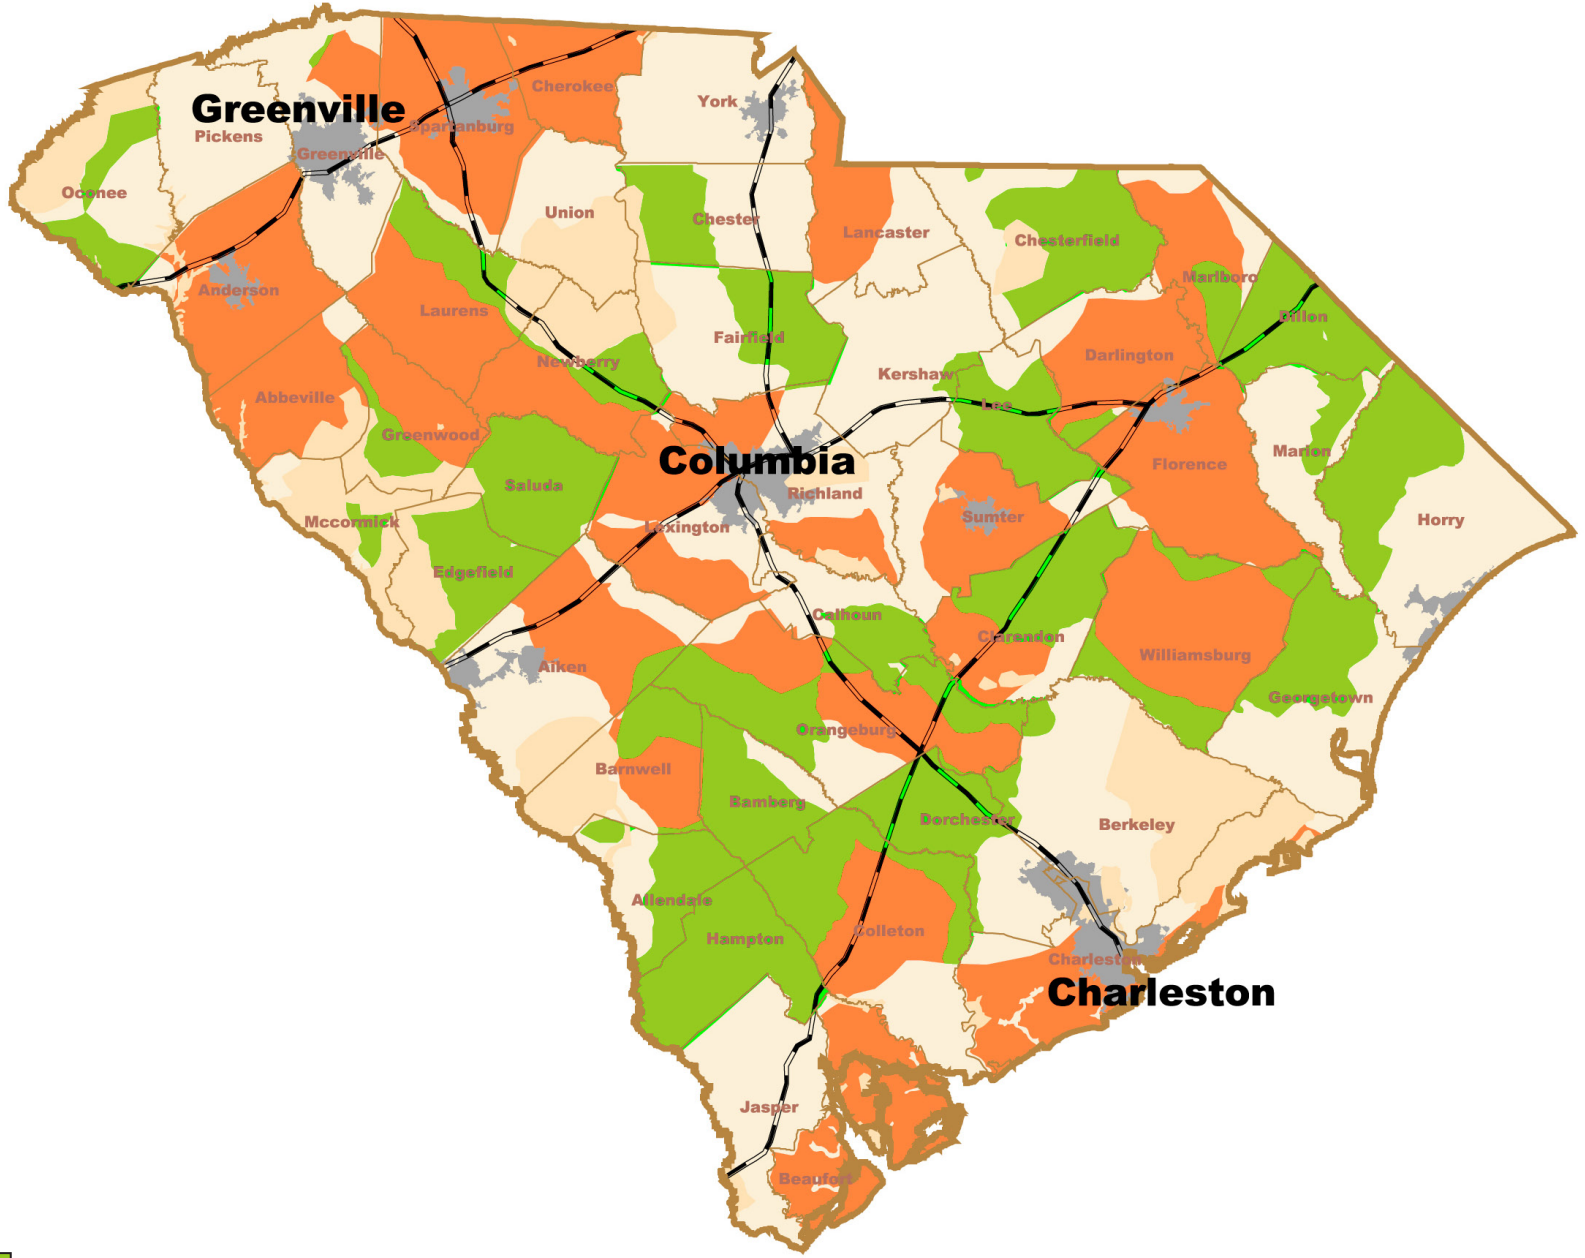 Cherokee
York
Greenville
Spartanburg
Pickens
Greenville
Oconee
Union
Chester
Lancaster
Chesterfield
Marlboro
Anderson
Laurens
Dillon
Fairfield
Newberry
Darlington
Kershaw
Abbeville
Lee
Greenwood
Marion
Columbia
Florence
Saluda
Richland
Mccormick
Lexington
Sumter
Horry
Edgefield
Calhoun
Clarendon
Aiken
Williamsburg
Georgetown
Orangeburg
Barnwell
Bamberg
Dorchester
Berkeley
Allendale
Hampton
Colleton
Charleston
Charleston
Jasper
Beaufort